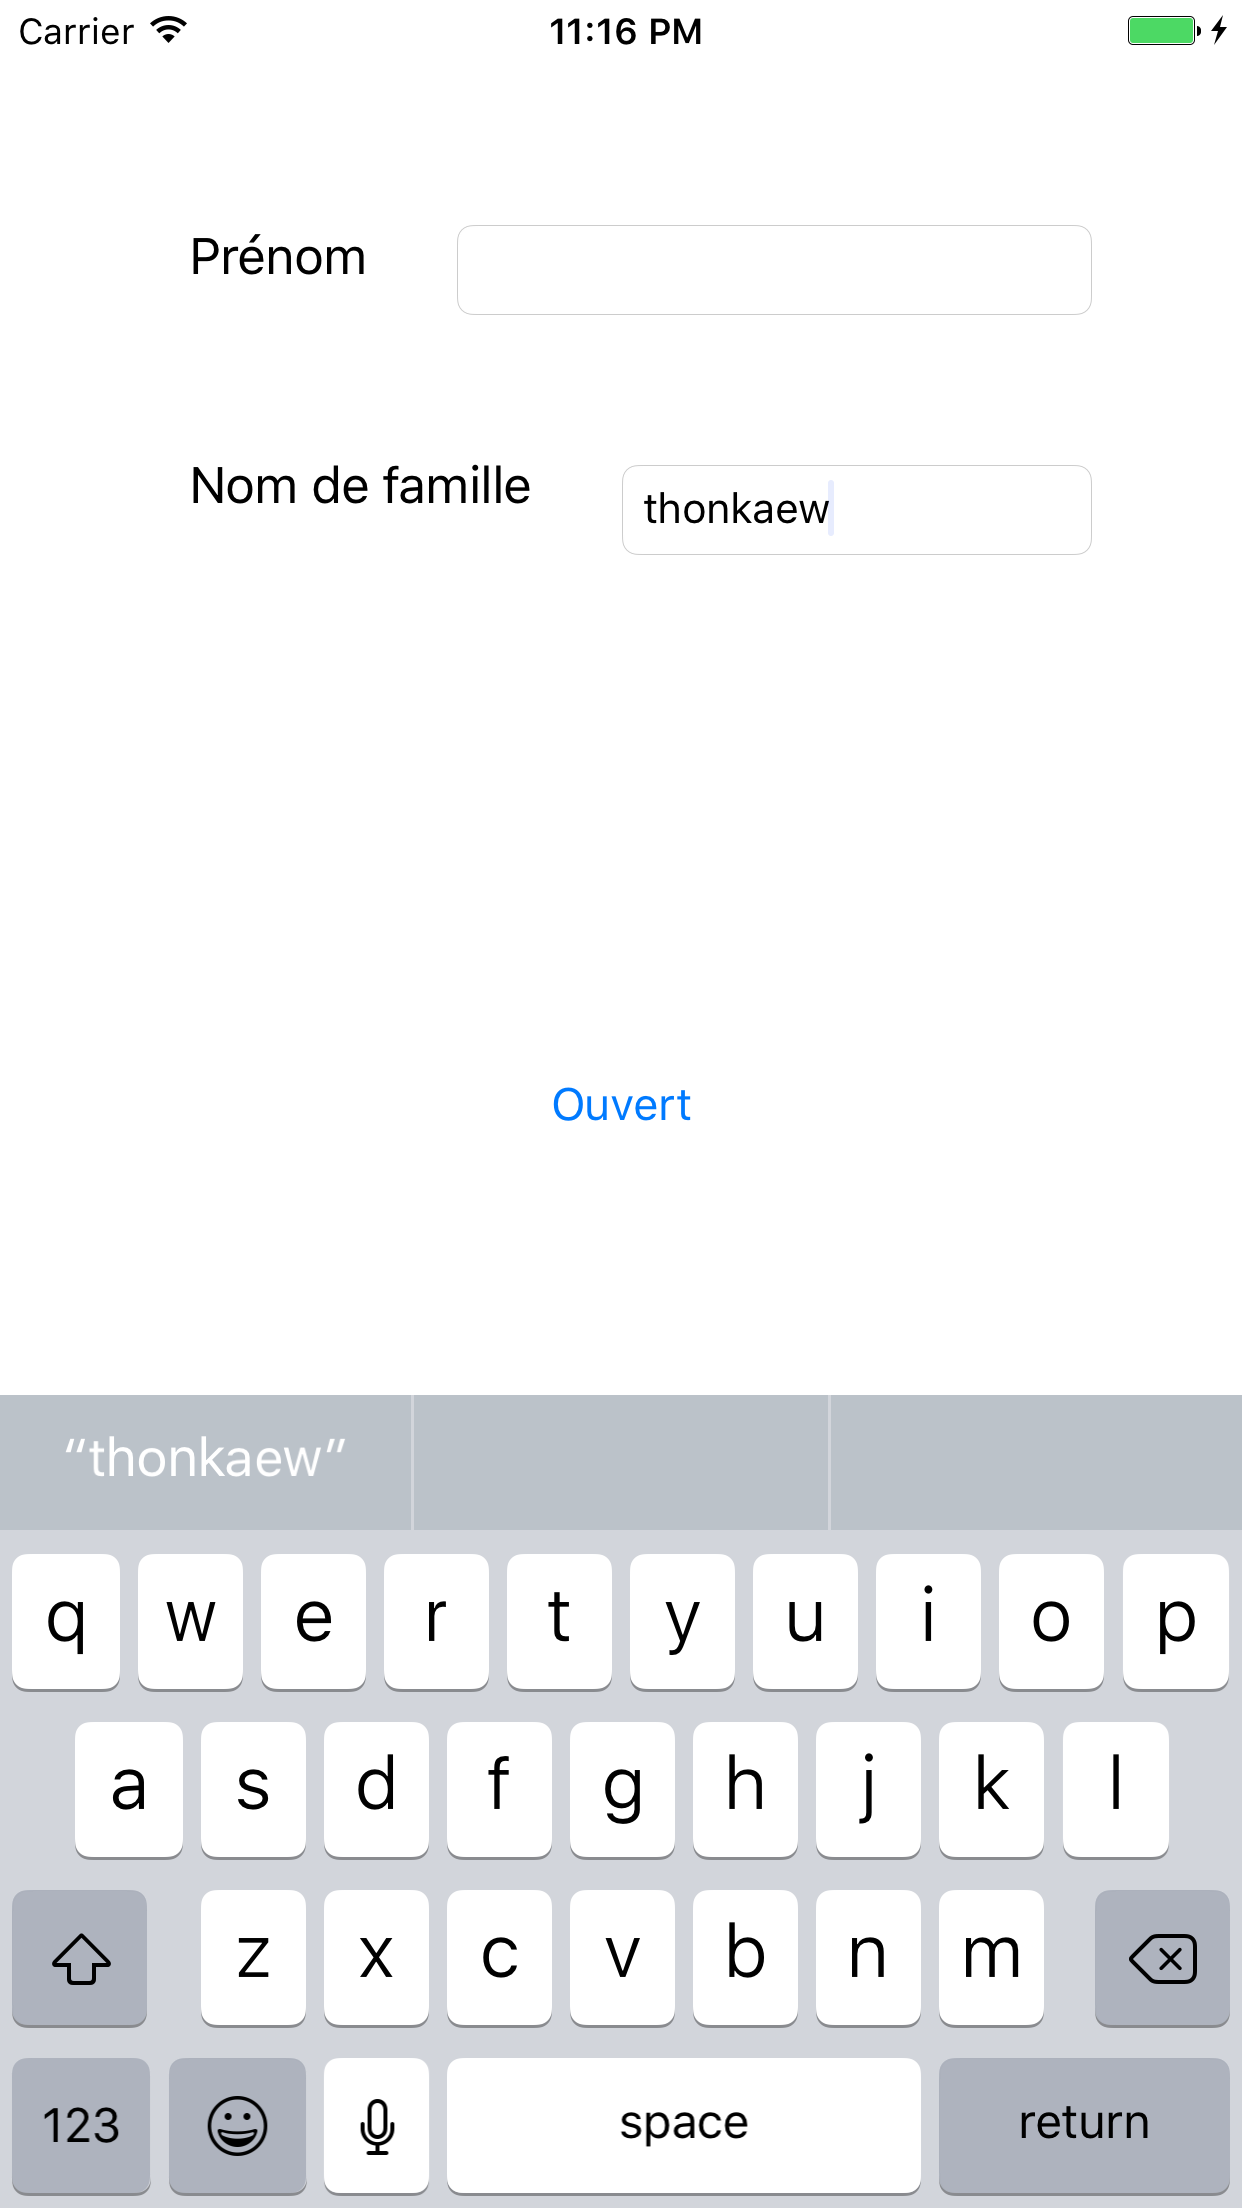 Carrier 11:16 PM
Prénom
Nom de famille thonkaew
Ouvert
“thonkaew”
q w e r t y u i o p
a s d f g h j k l
z x c v b n m
123 space return